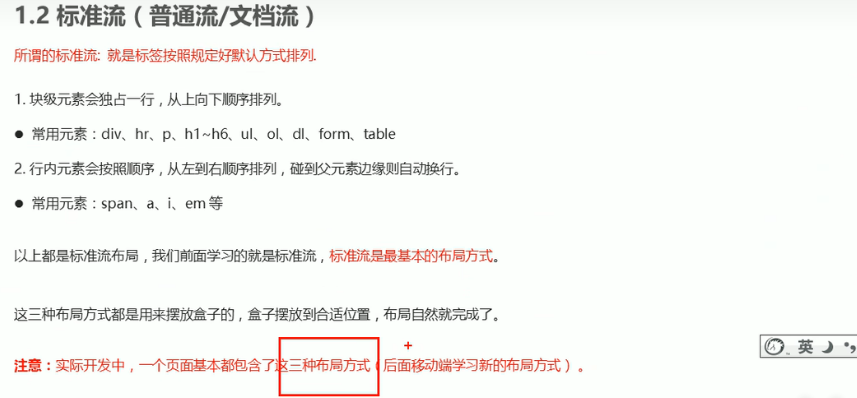 1.2 标准流（普通流/文档流）
所谓的标准流: 就是标签按照规定好默认方式排列.
1. 块级元素会独占一行，从上向下顺序排列。
● 常用元素：div、hr、p、h1~h6、ul、ol、dl、form、table
2. 行内元素会按照顺序，从左到右顺序排列，碰到父元素边缘则自动换行。
● 常用元素：span、a、i、em 等
以上都是标准流布局，我们前面学习的就是标准流，标准流是最基本的布局方式。
这三种布局方式都是用来摆放盒子的，盒子摆放到合适位置，布局自然就完成了。
注意：实际开发中，一个页面基本都包含了这三种布局方式（后面移动端学习新的布局方式）。
英